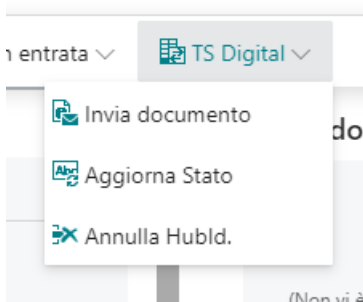 entrata
TS Digital
Invia documento
do
Aggiorna Stato
Annulla HubId.
(Non vi è